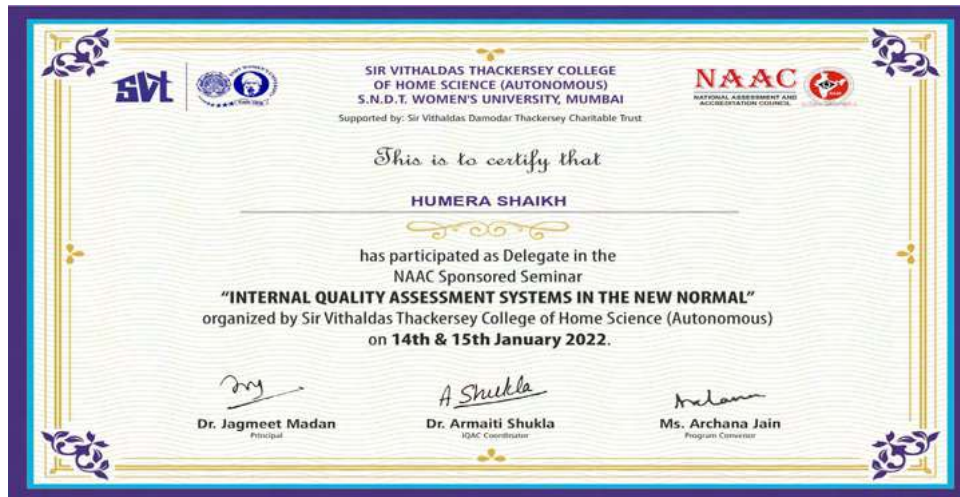 SVt
SIR VITHALDAS THACKERSEY COLLEGE
OF HOME SCIENCE (AUTONOMOUS)
S.N.D.T. WOMEN'S UNIVERSITY, MUMBAI
Supported by: Sir Vithaldas Damodar Thackersey Charitable Trust
NAAC
NATIONAL ASSESSMENT AND
ACCREDITATION COUNCIL
This is to certify that
HUMERA SHAIKH
has participated as Delegate in the
NAAC Sponsored Seminar
"INTERNAL QUALITY ASSESSMENT SYSTEMS IN THE NEW NORMAL"
organized by Sir Vithaldas Thackersey College of Home Science (Autonomous)
on 14th & 15th January 2022.
A Shukla
Dr. Jagmeet Madan
Principal
Dr. Armaiti Shukla
IQAC Coordinator
Ms. Archana Jain
Program Convenor